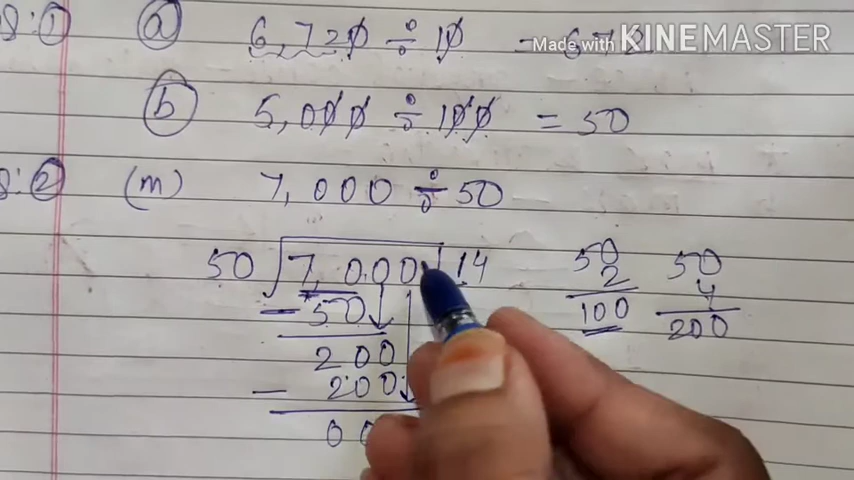 Made with KINEMASTER
Q:① ⓐ 6,720 ÷ 10 = 672
ⓑ 5,000 ÷ 100 = 50
Q:② (m) 7,000 ÷ 50
50 ) 7,000 ( 14
50 50
2 4
100 200
- 50
200
- 200
00